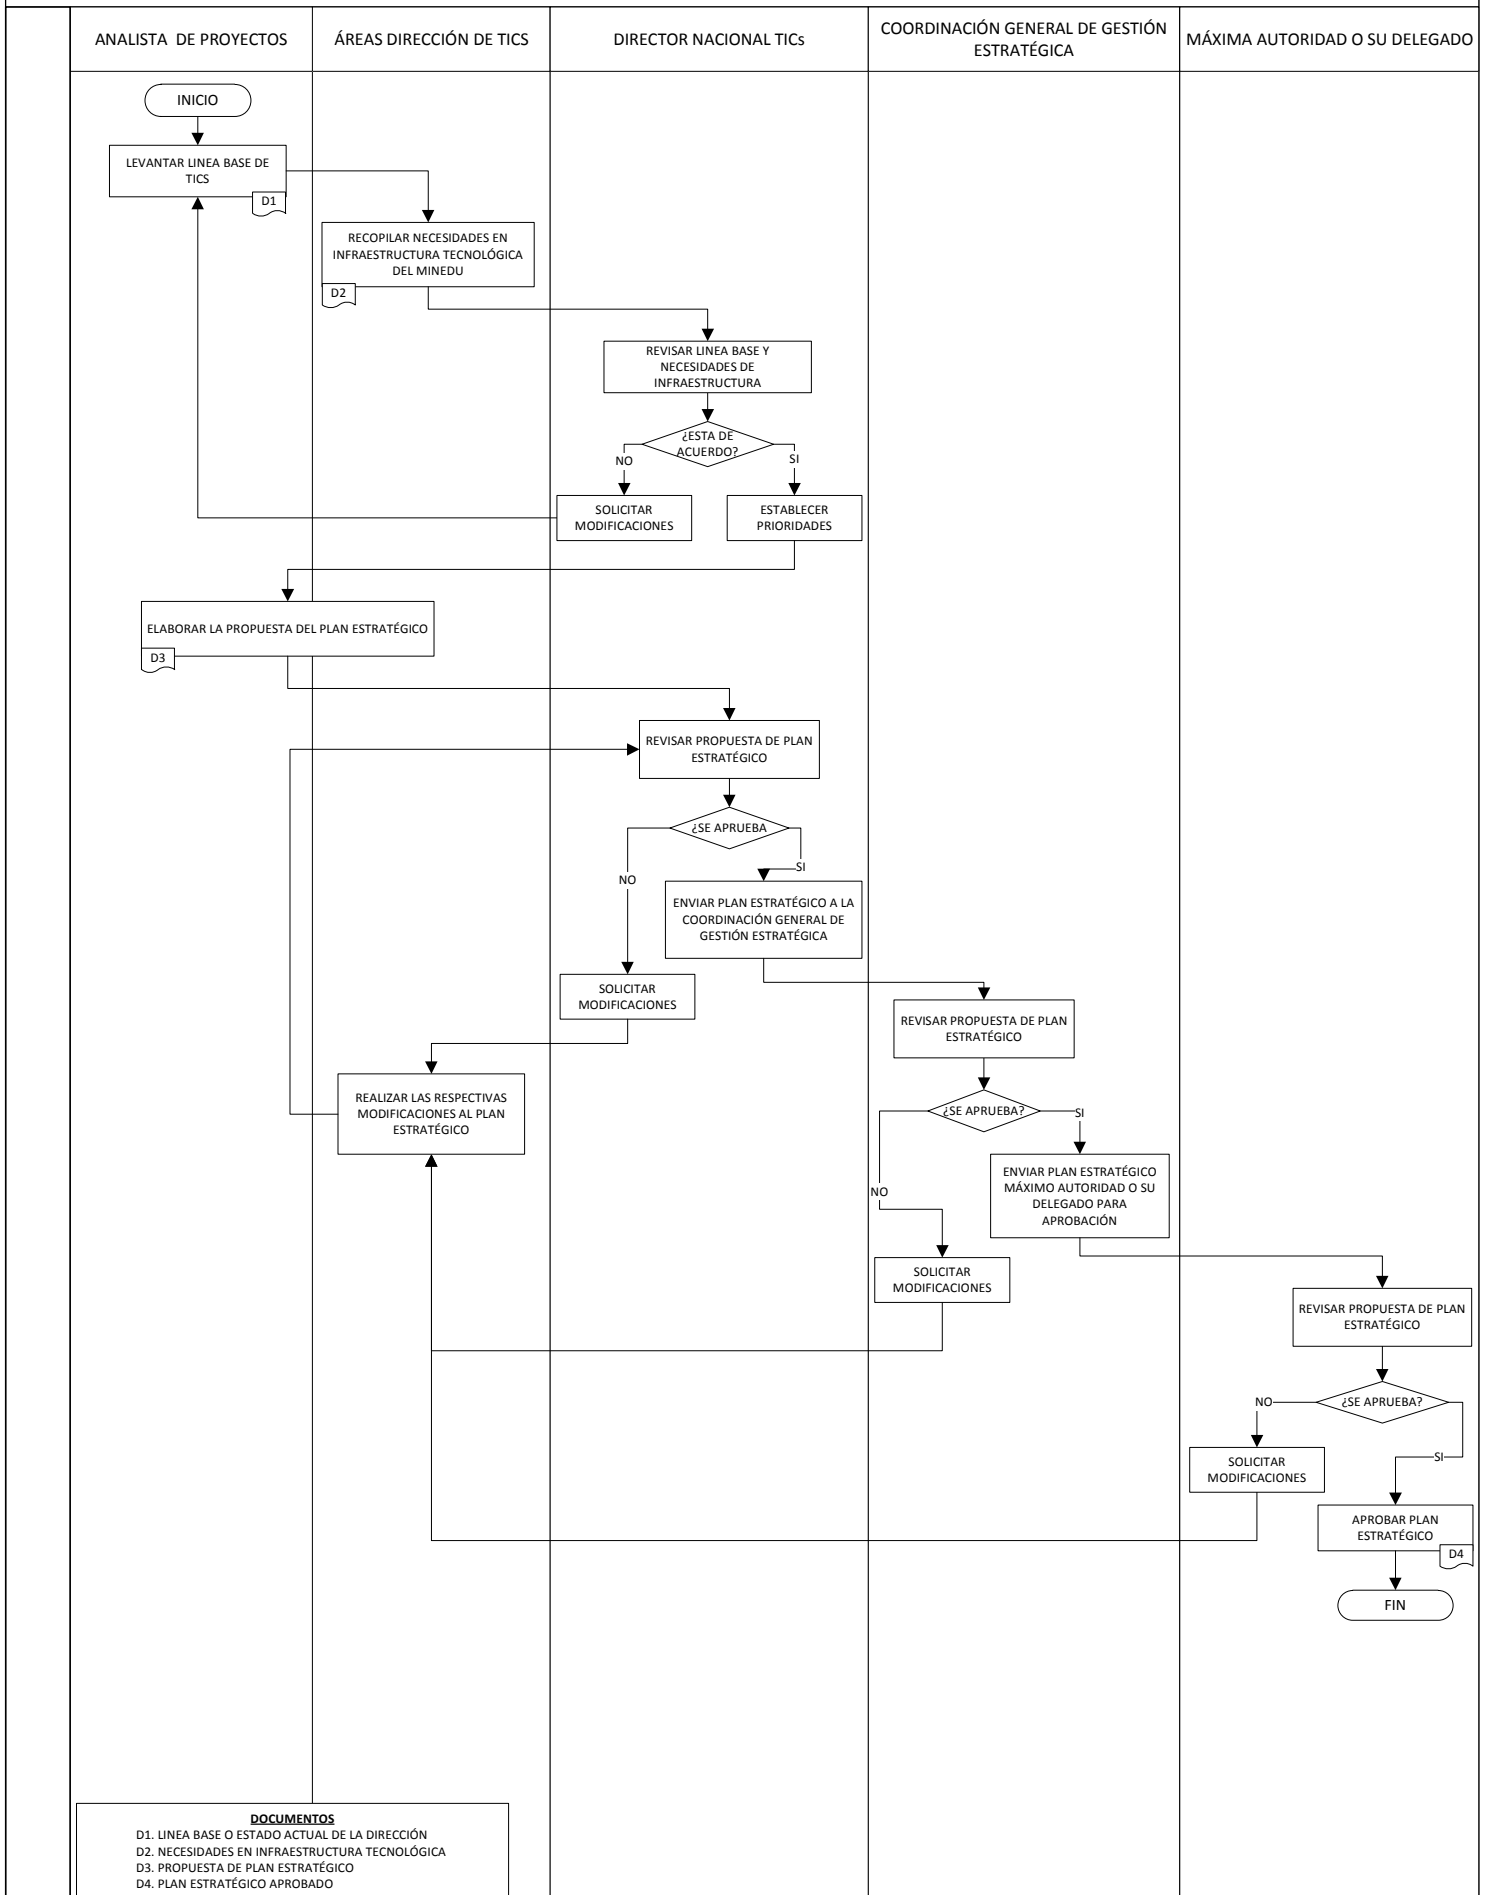 ANALISTA DE PROYECTOS
ÁREAS DIRECCIÓN DE TICS
DIRECTOR NACIONAL TICs
COORDINACIÓN GENERAL DE GESTIÓN
ESTRATÉGICA
MÁXIMA AUTORIDAD O SU DELEGADO
INICIO
LEVANTAR LINEA BASE DE
TICS
D1
RECOPILAR NECESIDADES EN
INFRAESTRUCTURA TECNOLÓGICA
DEL MINEDU
D2
REVISAR LINEA BASE Y
NECESIDADES DE
INFRAESTRUCTURA
¿ESTA DE
ACUERDO?
NO
SI
SOLICITAR
MODIFICACIONES
ESTABLECER
PRIORIDADES
ELABORAR LA PROPUESTA DEL PLAN ESTRATÉGICO
D3
REVISAR PROPUESTA DE PLAN
ESTRATÉGICO
¿SE APRUEBA
SI
NO
ENVIAR PLAN ESTRATÉGICO A LA
COORDINACIÓN GENERAL DE
GESTIÓN ESTRATÉGICA
SOLICITAR
MODIFICACIONES
REVISAR PROPUESTA DE PLAN
ESTRATÉGICO
REALIZAR LAS RESPECTIVAS
MODIFICACIONES AL PLAN
ESTRATÉGICO
¿SE APRUEBA?
SI
NO
ENVIAR PLAN ESTRATÉGICO
MÁXIMO AUTORIDAD O SU
DELEGADO PARA
APROBACIÓN
SOLICITAR
MODIFICACIONES
REVISAR PROPUESTA DE PLAN
ESTRATÉGICO
¿SE APRUEBA?
NO
SI
SOLICITAR
MODIFICACIONES
APROBAR PLAN
ESTRATÉGICO
D4
FIN
DOCUMENTOS
D1. LINEA BASE O ESTADO ACTUAL DE LA DIRECCIÓN
D2. NECESIDADES EN INFRAESTRUCTURA TECNOLÓGICA
D3. PROPUESTA DE PLAN ESTRATÉGICO
D4. PLAN ESTRATÉGICO APROBADO